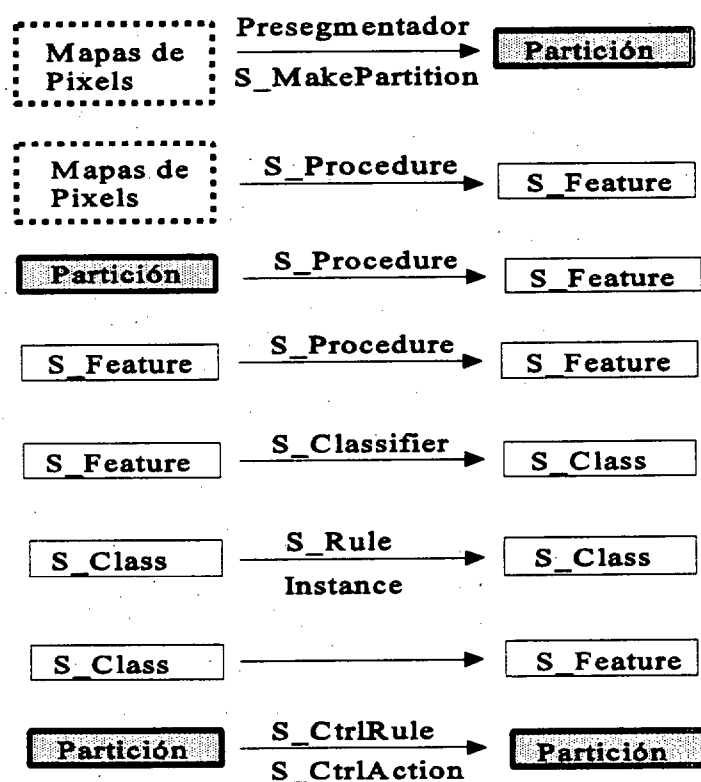 Mapas de Pixels
Presegmentador
S_MakePartition
Partición
Mapas de Pixels
S_Procedure
S_Feature
Partición
S_Procedure
S_Feature
S_Feature
S_Procedure
S_Feature
S_Feature
S_Classifier
S_Class
S_Class
S_Rule
Instance
S_Class
S_Class
S_Feature
Partición
S_CtrlRule
S_CtrlAction
Partición